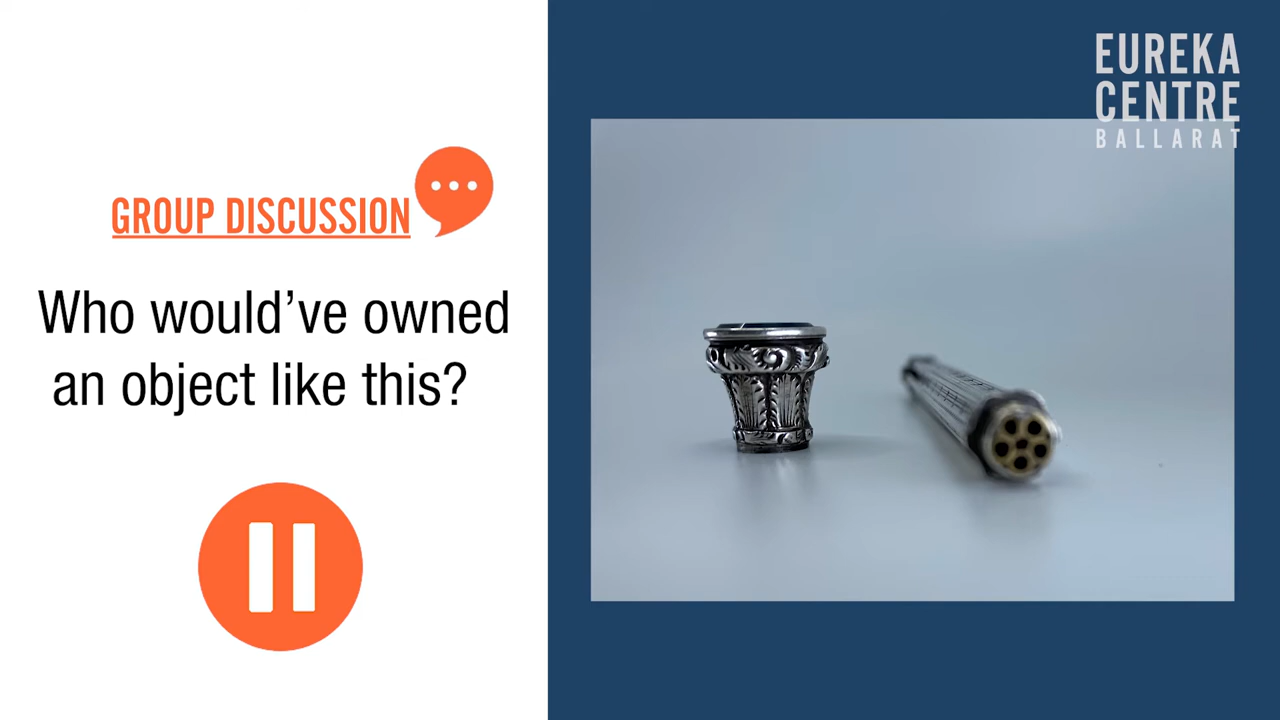 GROUP DISCUSSION
Who would’ve owned
an object like this?
EUREKA
CENTRE
BALLARAT